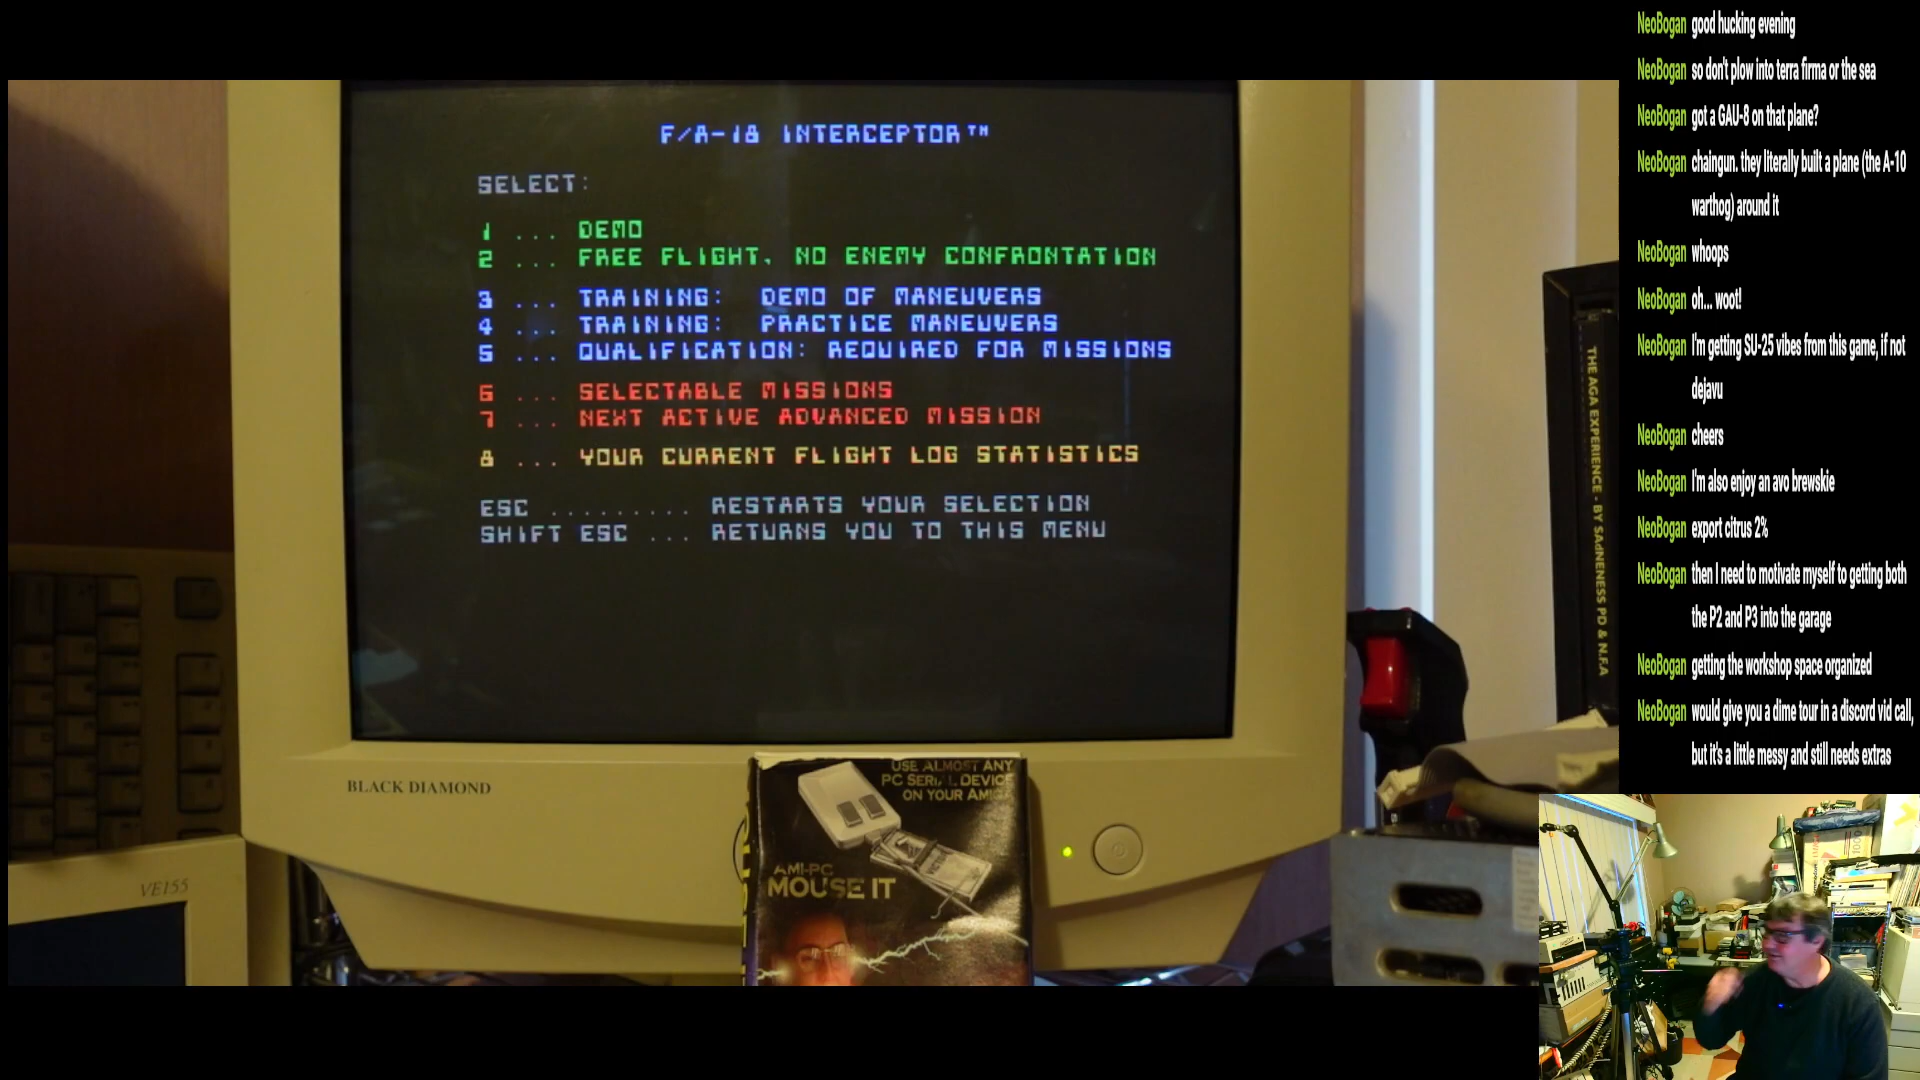 F/A-18 INTERCEPTOR™
SELECT:
1 ... DEMO
2 ... FREE FLIGHT, NO ENEMY CONFRONTATION
3 ... TRAINING: DEMO OF MANEUVERS
4 ... TRAINING: PRACTICE MANEUVERS
5 ... QUALIFICATION: REQUIRED FOR MISSIONS
6 ... SELECTABLE MISSIONS
7 ... NEXT ACTIVE ADVANCED MISSION
8 ... YOUR CURRENT FLIGHT LOG STATISTICS
ESC ......... RESTARTS YOUR SELECTION
SHIFT ESC ... RETURNS YOU TO THIS MENU
BLACK DIAMOND
VE155
USE ALMOST ANY
PC SERIAL DEVICE
ON YOUR AMIGA
AMI-PC
MOUSE IT
THE AGA EXPERIENCE - BY SADNENESS PD & N.F.A
NeoBogan good hucking evening
NeoBogan so don't plow into terra firma or the sea
NeoBogan got a GAU-8 on that plane?
NeoBogan chaingun. they literally built a plane (the A-10
warthog) around it
NeoBogan whoops
NeoBogan oh... woot!
NeoBogan I'm getting SU-25 vibes from this game, if not
dejavu
NeoBogan cheers
NeoBogan I'm also enjoy an avo brewskie
NeoBogan export citrus 2%
NeoBogan then I need to motivate myself to getting both
the P2 and P3 into the garage
NeoBogan getting the workshop space organized
NeoBogan would give you a dime tour in a discord vid call,
but it's a little messy and still needs extras